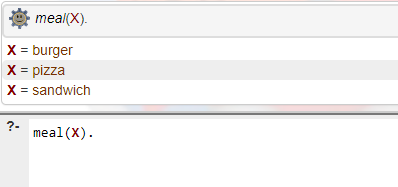 meal(X).
X = burger
X = pizza
X = sandwich
?- meal(X).